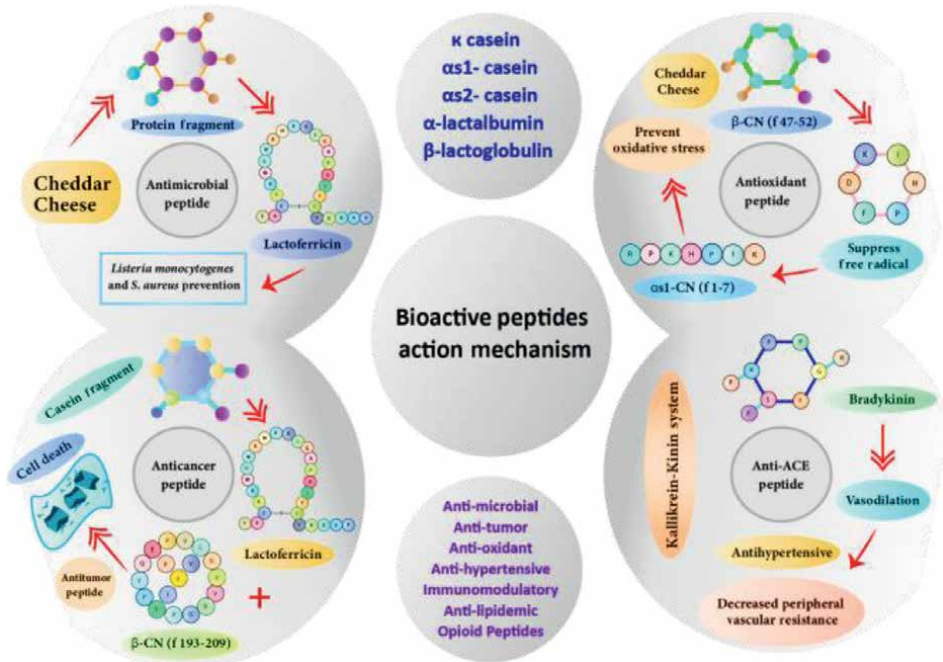 Protein fragment
Cheddar
Cheese
Antimicrobial
peptide
Lactoferricin
Listeria monocytogenes
and S. aureus prevention
κ casein
αs1- casein
αs2- casein
α-lactalbumin
β-lactoglobulin
Cheddar
Cheese
β-CN (f 47-52)
Prevent
oxidative stress
Antioxidant
peptide
K I
D H
F P
R P K H P I K
αs1-CN (f 1-7)
Suppress
free radical
Bioactive peptides
action mechanism
Casein fragment
Cell death
Anticancer
peptide
Lactoferricin
Antitumor
peptide
+
β-CN (f 193-209)
Anti-microbial
Anti-tumor
Anti-oxidant
Anti-hypertensive
Immunomodulatory
Anti-lipidemic
Opioid Peptides
Kallikrein-Kinin system
Bradykinin
Anti-ACE
peptide
Vasodilation
Antihypertensive
Decreased peripheral
vascular resistance